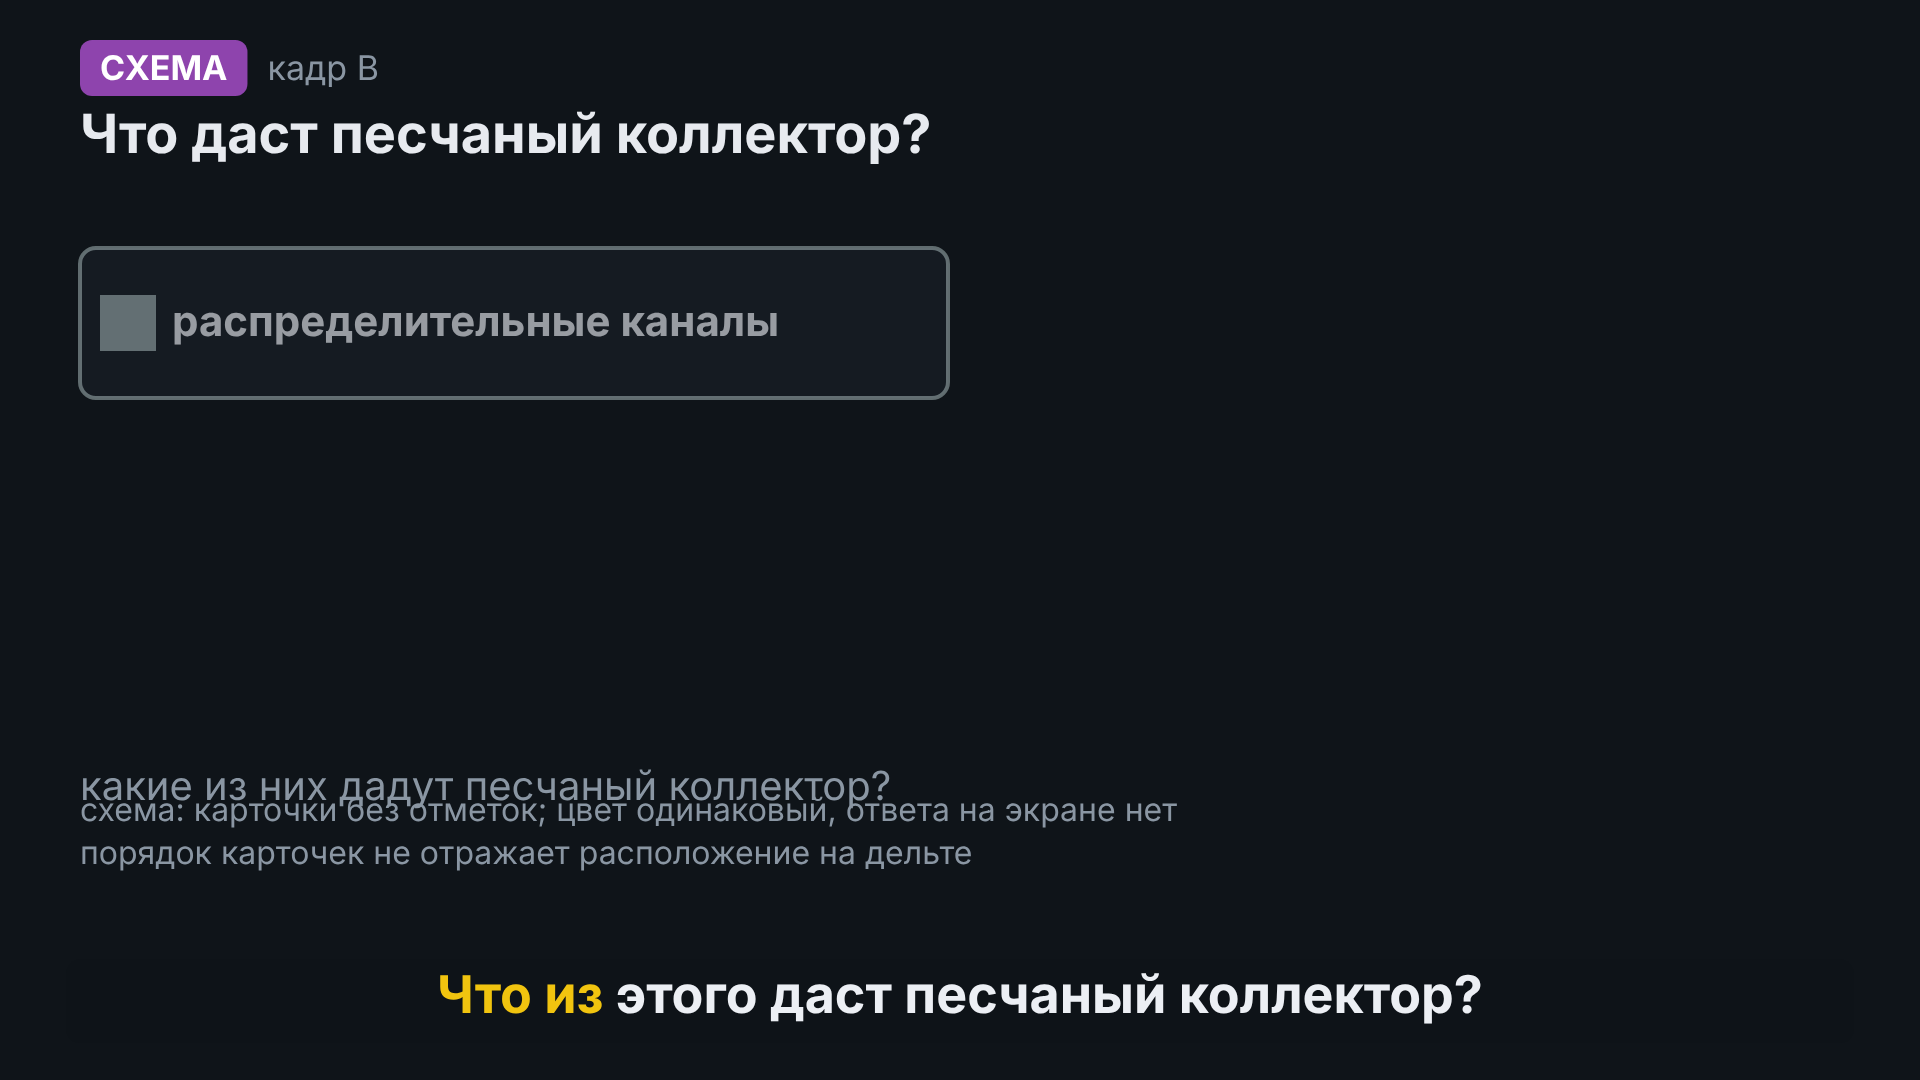 СХЕМА кадр В
Что даст песчаный коллектор?
распределительные каналы
какие из них дадут песчаный коллектор?
схема: карточки без отметок; цвет одинаковый, ответа на экране нет
порядок карточек не отражает расположение на дельте
Что из этого даст песчаный коллектор?